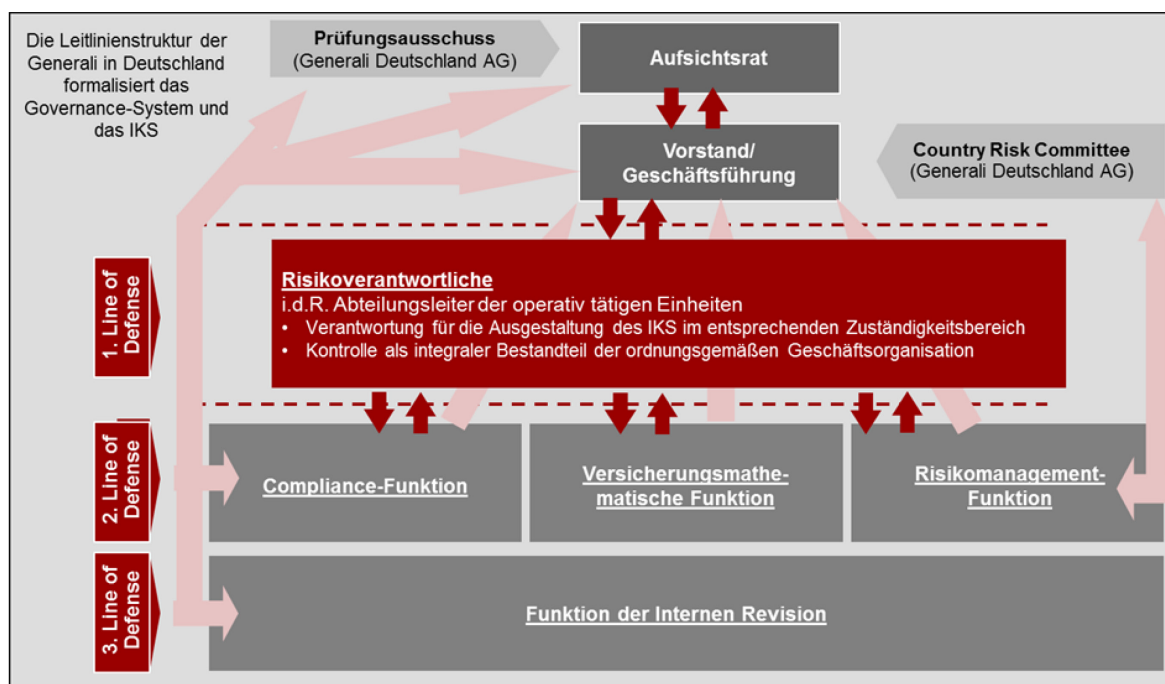 Die Leitlinienstruktur der
Generali in Deutschland
formalisiert das
Governance-System und
das IKS
Prüfungsausschuss
(Generali Deutschland AG)
Aufsichtsrat
Vorstand/
Geschäftsführung
Country Risk Committee
(Generali Deutschland AG)
1. Line of
Defense
Risikoverantwortliche
i.d.R. Abteilungsleiter der operativ tätigen Einheiten
• Verantwortung für die Ausgestaltung des IKS im entsprechenden Zuständigkeitsbereich
• Kontrolle als integraler Bestandteil der ordnungsgemäßen Geschäftsorganisation
2. Line of
Defense
Compliance-Funktion
Versicherungsmathe-
matische Funktion
Risikomanagement-
Funktion
3. Line of
Defense
Funktion der Internen Revision